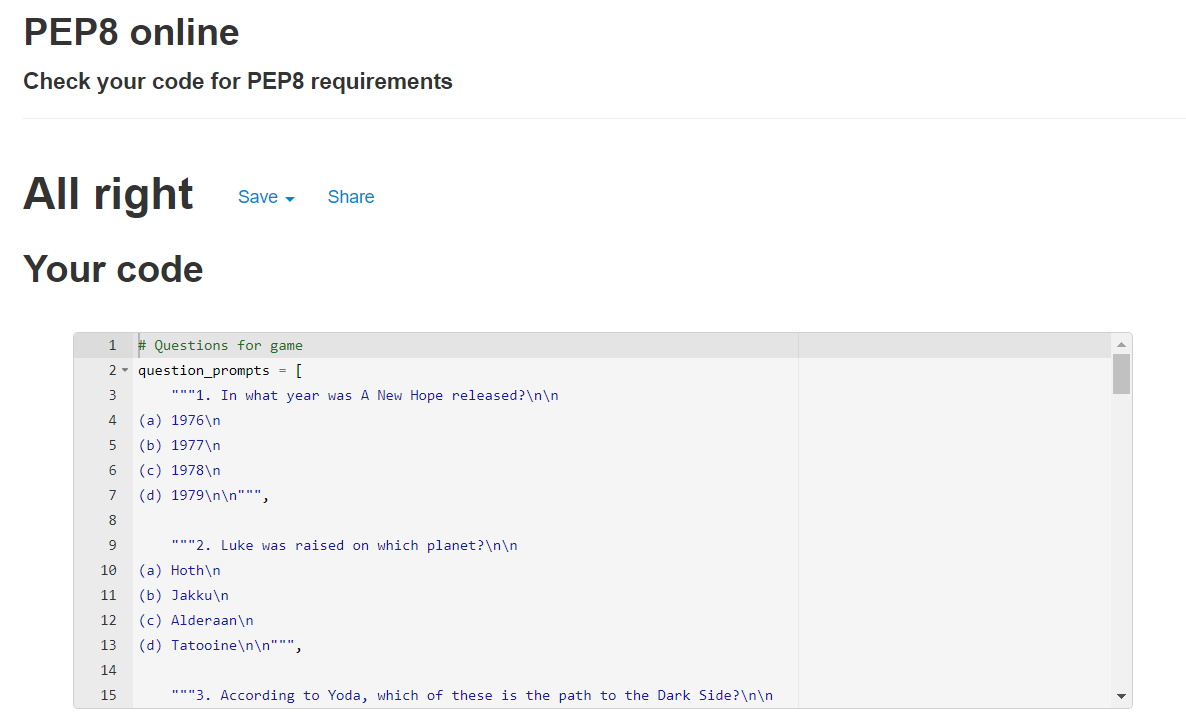 PEP8 online
Check your code for PEP8 requirements
All right Save Share
Your code
1 # Questions for game
2 question_prompts = [
3     """1. In what year was A New Hope released?\n\n
4 (a) 1976\n
5 (b) 1977\n
6 (c) 1978\n
7 (d) 1979\n\n""",
8
9     """2. Luke was raised on which planet?\n\n
10 (a) Hoth\n
11 (b) Jakku\n
12 (c) Alderaan\n
13 (d) Tatooine\n\n""",
14
15     """3. According to Yoda, which of these is the path to the Dark Side?\n\n